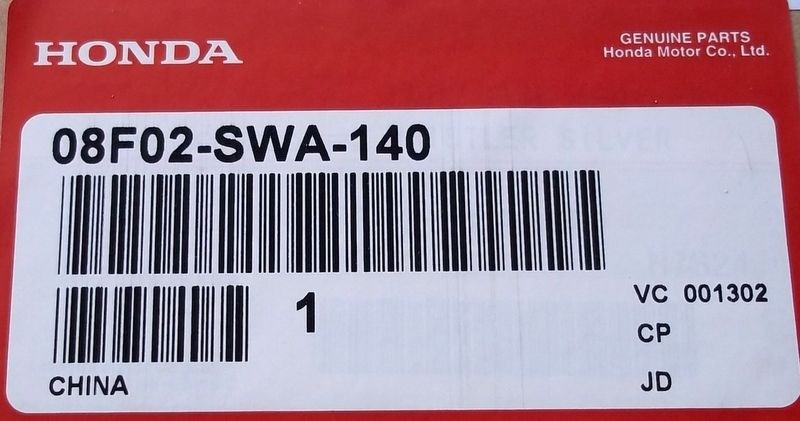 HONDA
GENUINE PARTS
Honda Motor Co., Ltd.
08F02-SWA-140
1
VC 001302
CP
CHINA
JD